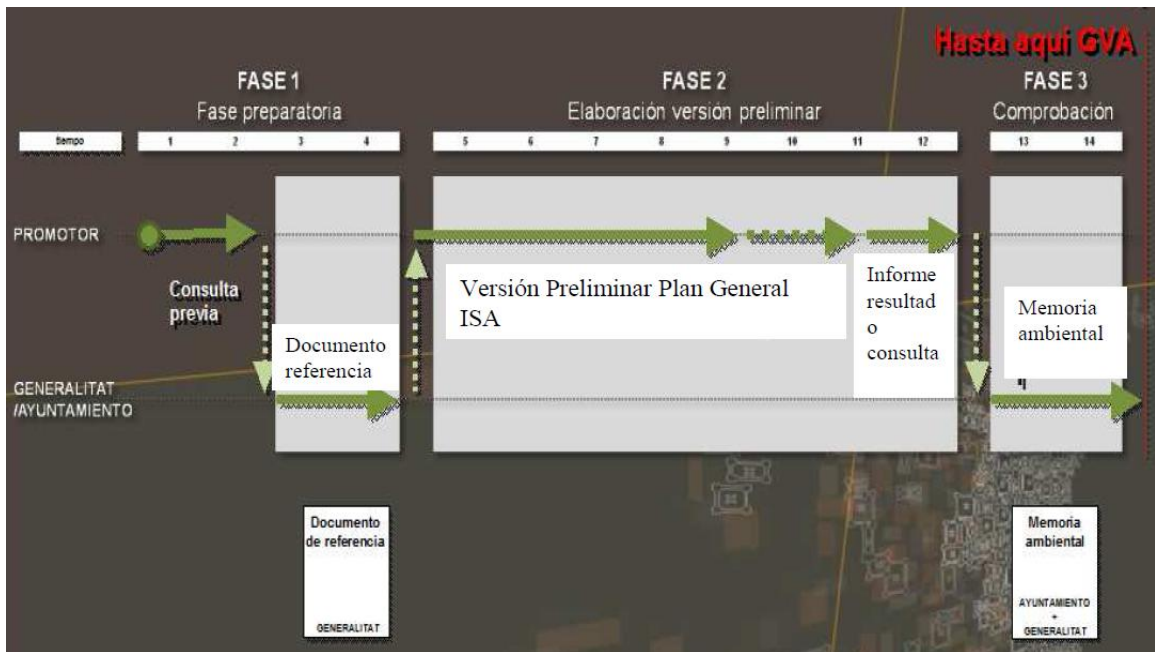 Hasta aquí GVA
FASE 1
Fase preparatoria
FASE 2
Elaboración versión preliminar
FASE 3
Comprobación
tiempo 1 2 3 4 5 6 7 8 9 10 11 12 13 14
PROMOTOR
Consulta
previa
Documento
referencia
Versión Preliminar Plan General
ISA
Informe
resultad
o
consulta
Memoria
ambiental
GENERALITAT
/AYUNTAMIENTO
Documento
de referencia
GENERALITAT
Memoria
ambiental
AYUNTAMIENTO
+
GENERALITAT